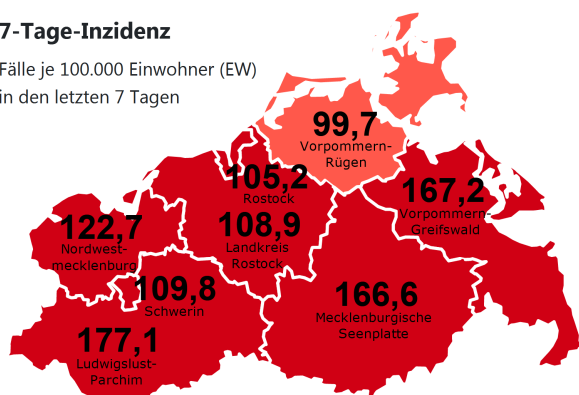 7-Tage-Inzidenz
Fälle je 100.000 Einwohner (EW)
in den letzten 7 Tagen
99,7
Vorpommern-
Rügen
105,2
Rostock
167,2
Vorpommern-
Greifswald
122,7
Nordwest-
mecklenburg
108,9
Landkreis
Rostock
109,8
Schwerin
166,6
Mecklenburgische
Seenplatte
177,1
Ludwigslust-
Parchim